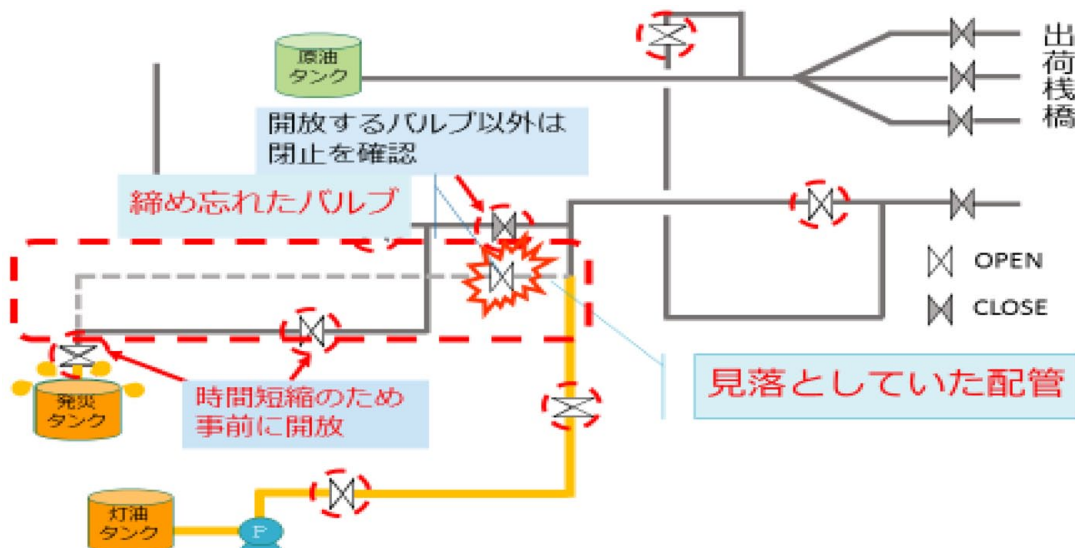 原油
タンク
出荷桟橋
開放するバルブ以外は
閉止を確認
締め忘れたバルブ
OPEN
CLOSE
見落としていた配管
時間短縮のため
事前に開放
発災
タンク
灯油
タンク
P